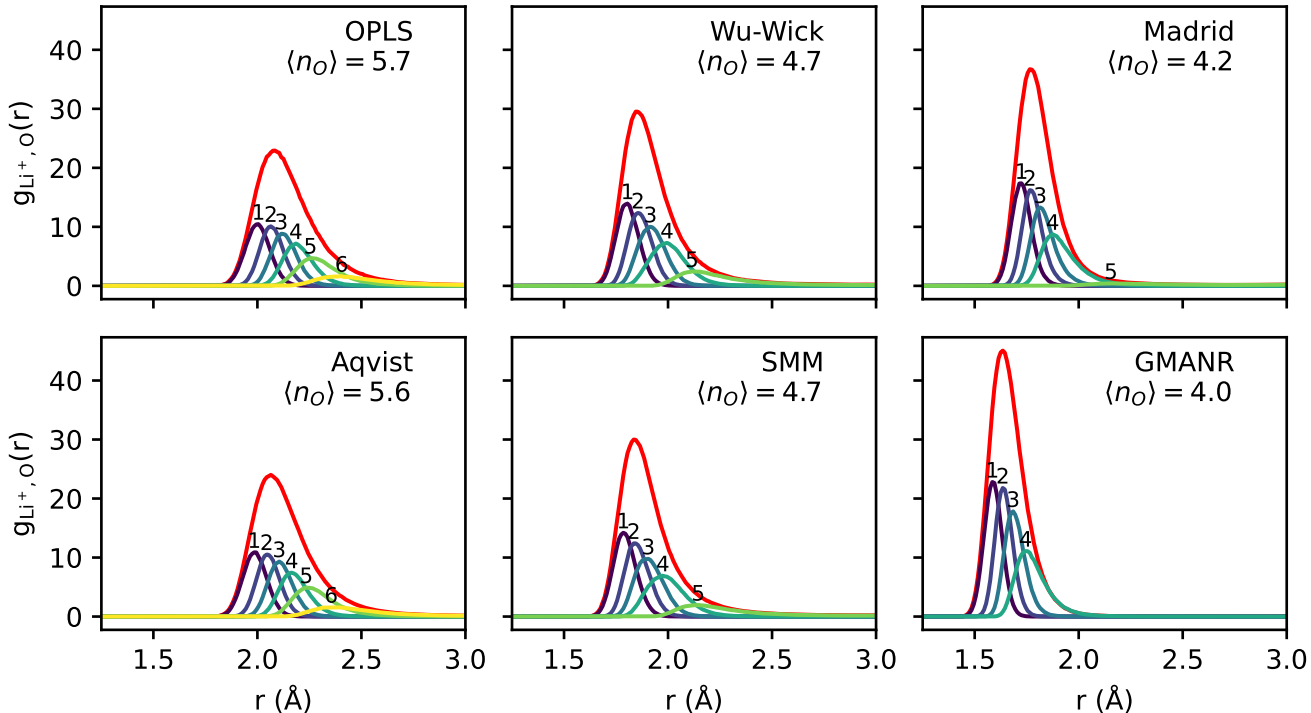 OPLS
⟨n_O⟩ = 5.7
40
30
20
10
0
g_{Li⁺, O}(r)
1 2 3 4 5 6
Wu-Wick
⟨n_O⟩ = 4.7
1 2 3 4 5
Madrid
⟨n_O⟩ = 4.2
1 2 3 4 5
Aqvist
⟨n_O⟩ = 5.6
40
30
20
10
0
g_{Li⁺, O}(r)
1 2 3 4 5 6
1.5 2.0 2.5 3.0
r (Å)
SMM
⟨n_O⟩ = 4.7
1 2 3 4 5
1.5 2.0 2.5 3.0
r (Å)
GMANR
⟨n_O⟩ = 4.0
1 2 3 4
1.5 2.0 2.5 3.0
r (Å)